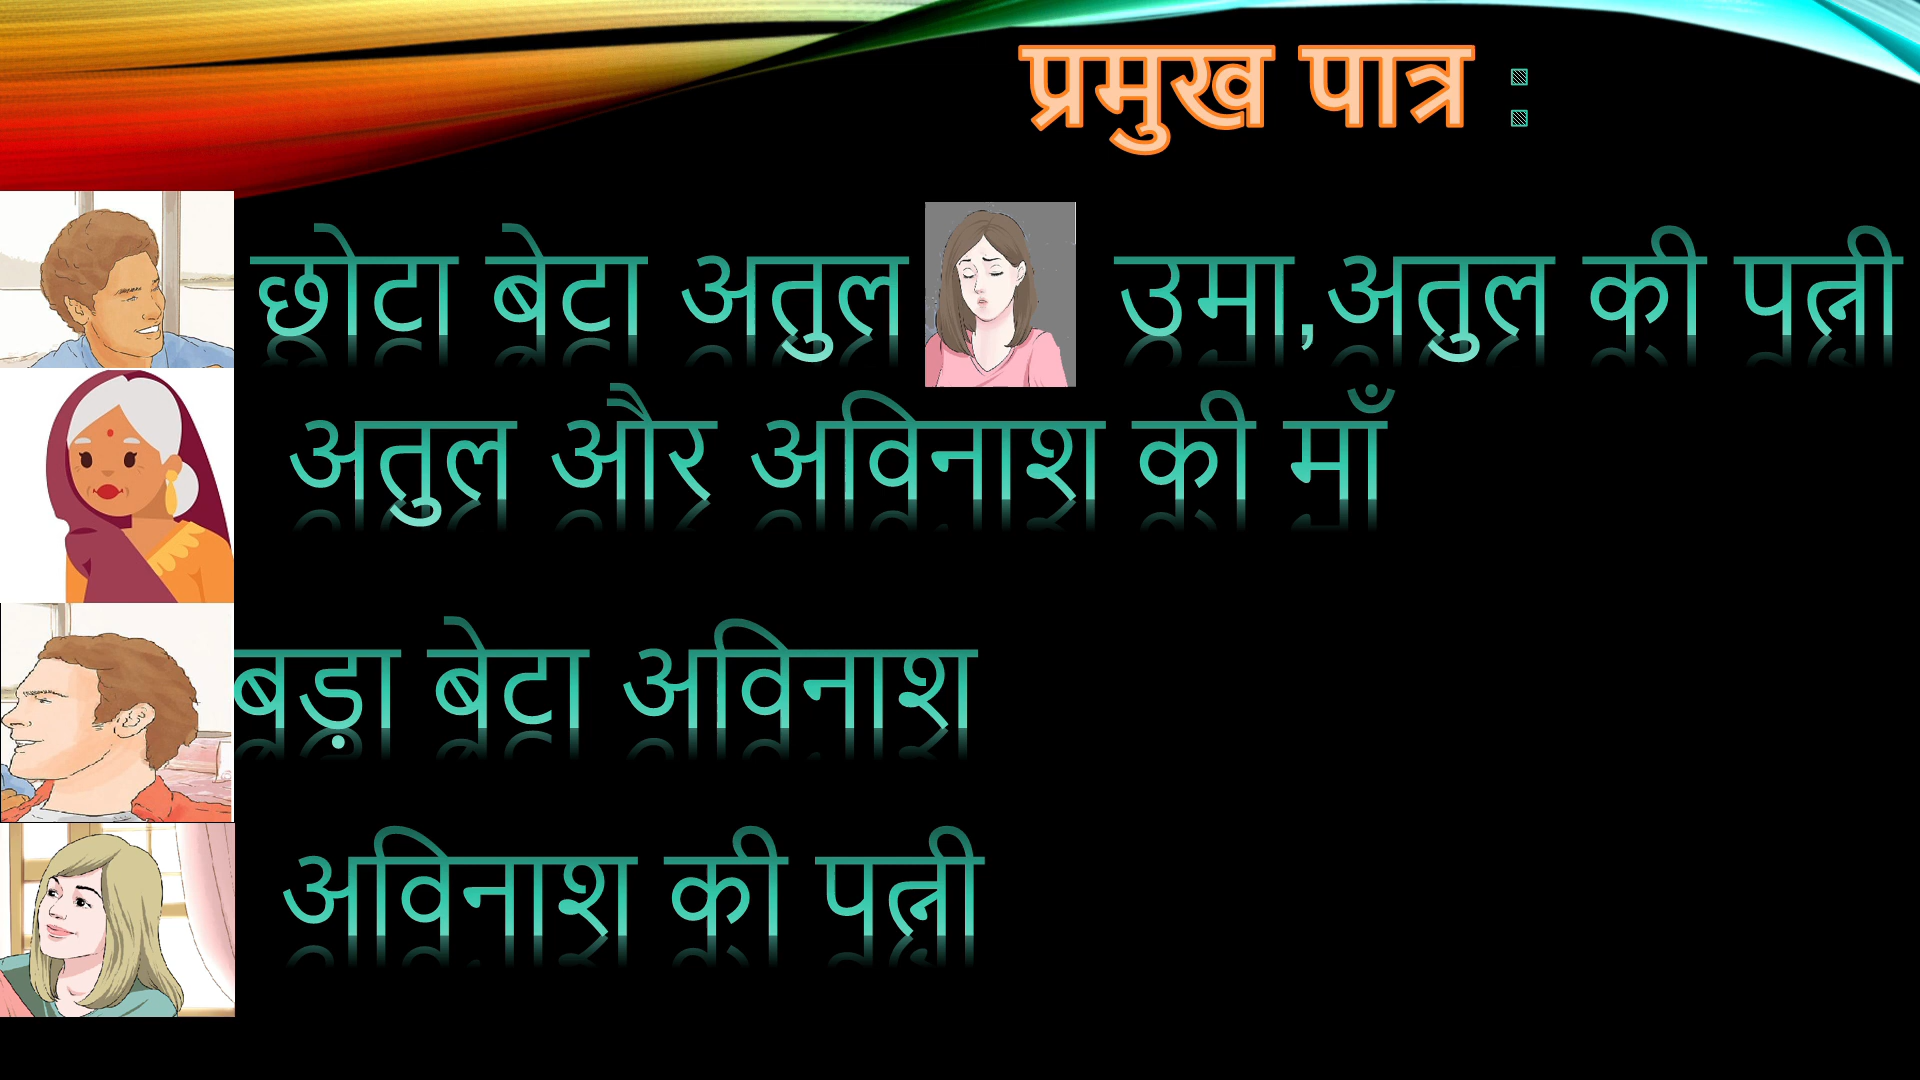 प्रमुख पात्र :
छोटा बेटा अतुल उमा,अतुल की पत्नी
अतुल और अविनाश की माँ
बड़ा बेटा अविनाश
अविनाश की पत्नी